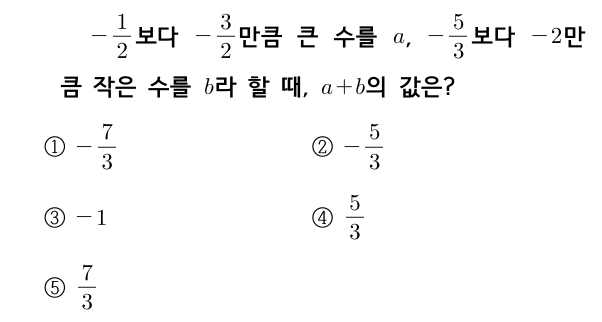 $-\frac{1}{2}$보다 $-\frac{3}{2}$만큼 큰 수를 $a$, $-\frac{5}{3}$보다 $-2$만
큼 작은 수를 $b$라 할 때, $a+b$의 값은?
① $-\frac{7}{3}$ ② $-\frac{5}{3}$
③ $-1$ ④ $\frac{5}{3}$
⑤ $\frac{7}{3}$